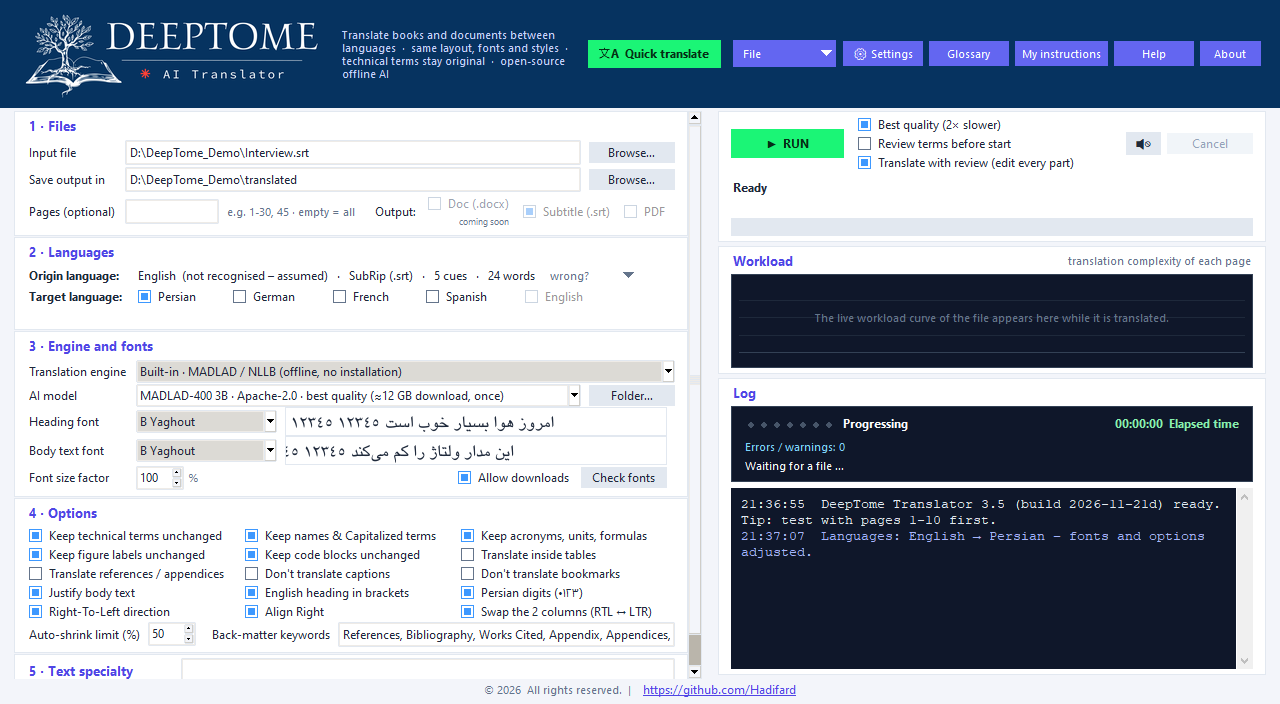 DEEPTOME
AI Translator
Translate books and documents between
languages · same layout, fonts and styles ·
technical terms stay original · open-source
offline AI
文A Quick translate
File
Settings
Glossary
My instructions
Help
About
1 · Files
Input file D:\DeepTome_Demo\Interview.srt Browse...
Save output in D:\DeepTome_Demo\translated Browse...
Pages (optional) e.g. 1-30, 45 · empty = all Output: Doc (.docx) Subtitle (.srt) PDF
coming soon
2 · Languages
Origin language: English (not recognised – assumed) · SubRip (.srt) · 5 cues · 24 words wrong?
Target language: Persian German French Spanish English
3 · Engine and fonts
Translation engine Built-in · MADLAD / NLLB (offline, no installation)
AI model MADLAD-400 3B · Apache-2.0 · best quality (≈12 GB download, once) Folder...
Heading font B Yaghout امروز هوا بسیار خوب است ١٢٣٤٥ ١٢٣٤٥
Body text font B Yaghout این مدار ولتاژ را کم می‌کند ١٢٣٤٥ ٤٥
Font size factor 100 % Allow downloads Check fonts
4 · Options
Keep technical terms unchanged Keep names & Capitalized terms Keep acronyms, units, formulas
Keep figure labels unchanged Keep code blocks unchanged Translate inside tables
Translate references / appendices Don't translate captions Don't translate bookmarks
Justify body text English heading in brackets Persian digits (۰۱۲۳)
Right-To-Left direction Align Right Swap the 2 columns (RTL ↔ LTR)
Auto-shrink limit (%) 50 Back-matter keywords References, Bibliography, Works Cited, Appendix, Appendices,
5 · Text specialty
► RUN
Best quality (2× slower)
Review terms before start
Translate with review (edit every part)
Cancel
Ready
Workload translation complexity of each page
The live workload curve of the file appears here while it is translated.
Log
Progressing 00:00:00 Elapsed time
Errors / warnings: 0
Waiting for a file ...
21:36:55 DeepTome Translator 3.5 (build 2026-11-21d) ready.
Tip: test with pages 1-10 first.
21:37:07 Languages: English → Persian – fonts and options
adjusted.
© 2026 All rights reserved. | https://github.com/Hadifard